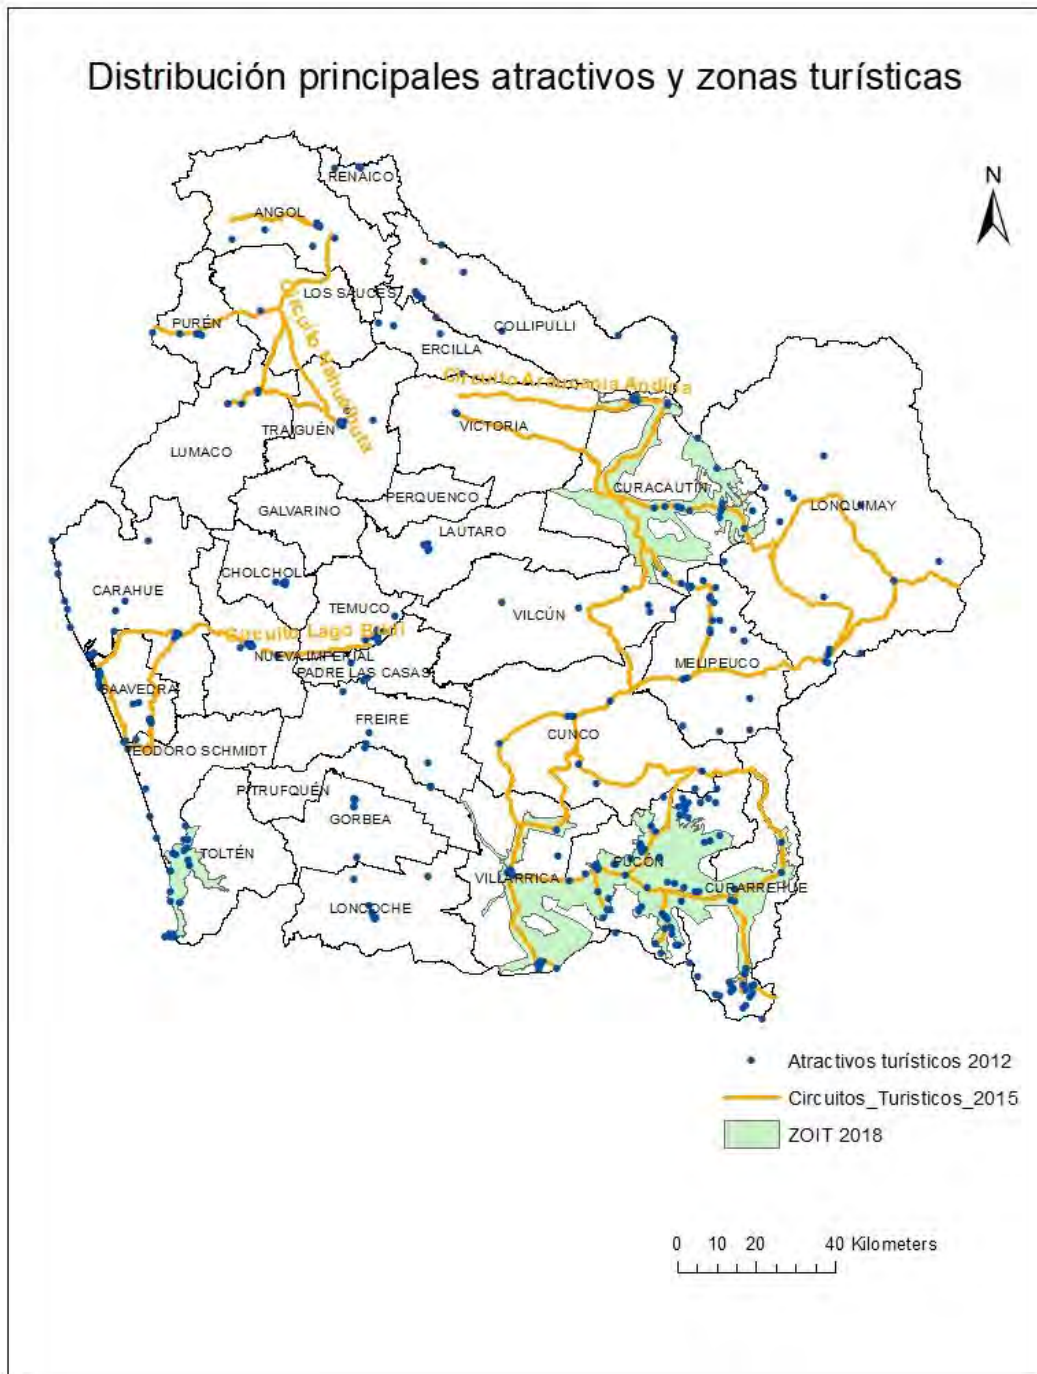 Distribución principales atractivos y zonas turísticas
N
RENAICO
ANGOL
LOS SAUCES
PURÉN
COLLIPULLI
ERCILLA
Circuito Nahuelbuta
Circuito Araucanía Andina
VICTORIA
TRAIGUÉN
LUMACO
CURACAUTÍN
PERQUENCO
LONQUIMAY
GALVARINO
LAUTARO
CHOLCHOL
CARAHUE
TEMUCO
VILCÚN
Circuito Lago Budi
NUEVA IMPERIAL
MELIPEUCO
PADRE LAS CASAS
SAAVEDRA
FREIRE
CUNCO
TEODORO SCHMIDT
PITRUFQUÉN
GORBEA
TOLTÉN
PUCÓN
VILLARRICA
CURARREHUE
LONCOCHE
Atractivos turísticos 2012
Circuitos_Turisticos_2015
ZOIT 2018
0 10 20 40 Kilometers